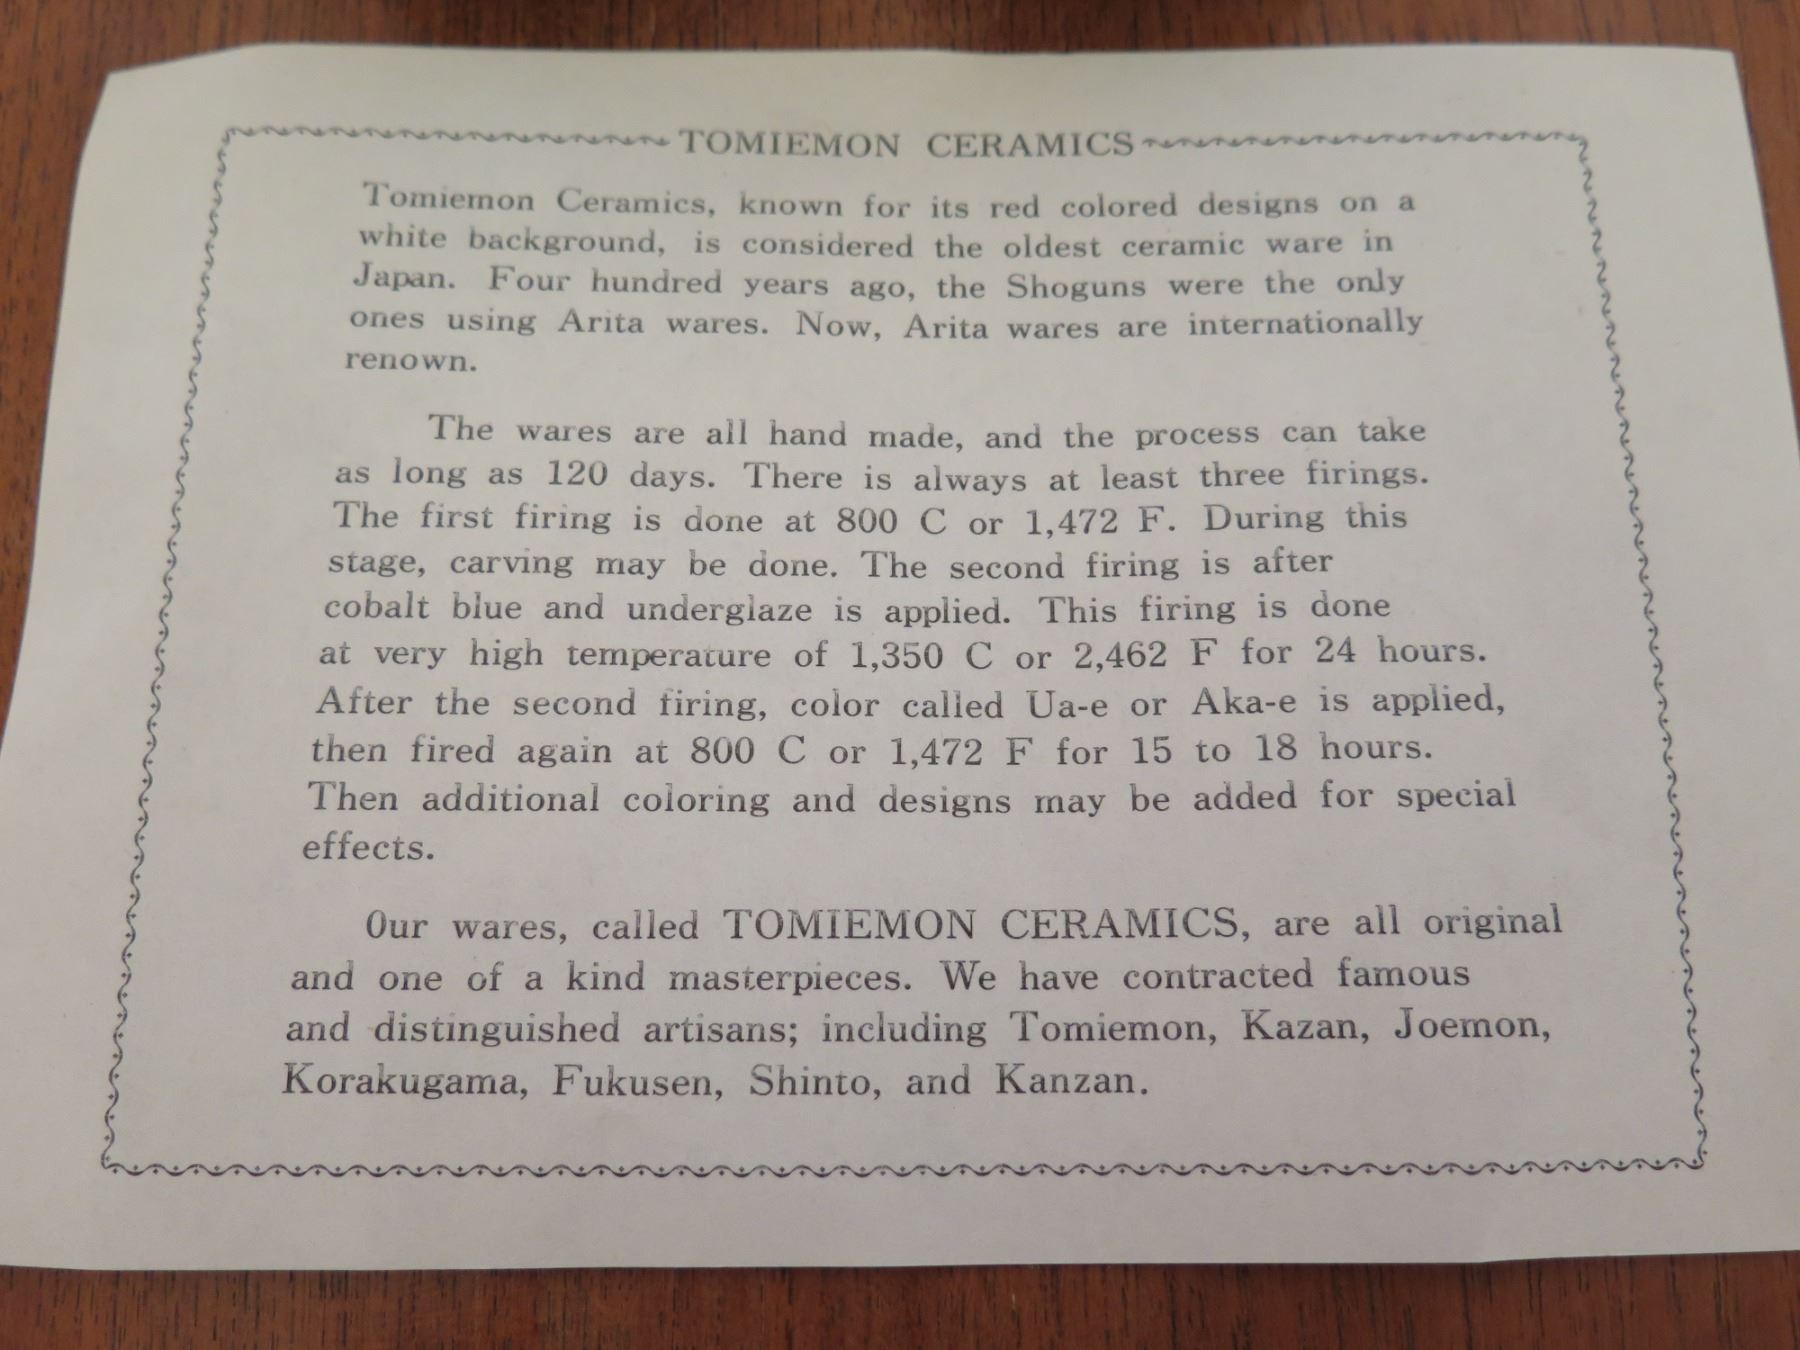 TOMIEMON CERAMICS
Tomiemon Ceramics, known for its red colored designs on a
white background, is considered the oldest ceramic ware in
Japan. Four hundred years ago, the Shoguns were the only
ones using Arita wares. Now, Arita wares are internationally
renown.
The wares are all hand made, and the process can take
as long as 120 days. There is always at least three firings.
The first firing is done at 800 C or 1,472 F. During this
stage, carving may be done. The second firing is after
cobalt blue and underglaze is applied. This firing is done
at very high temperature of 1,350 C or 2,462 F for 24 hours.
After the second firing, color called Ua-e or Aka-e is applied,
then fired again at 800 C or 1,472 F for 15 to 18 hours.
Then additional coloring and designs may be added for special
effects.
Our wares, called TOMIEMON CERAMICS, are all original
and one of a kind masterpieces. We have contracted famous
and distinguished artisans; including Tomiemon, Kazan, Joemon,
Korakugama, Fukusen, Shinto, and Kanzan.